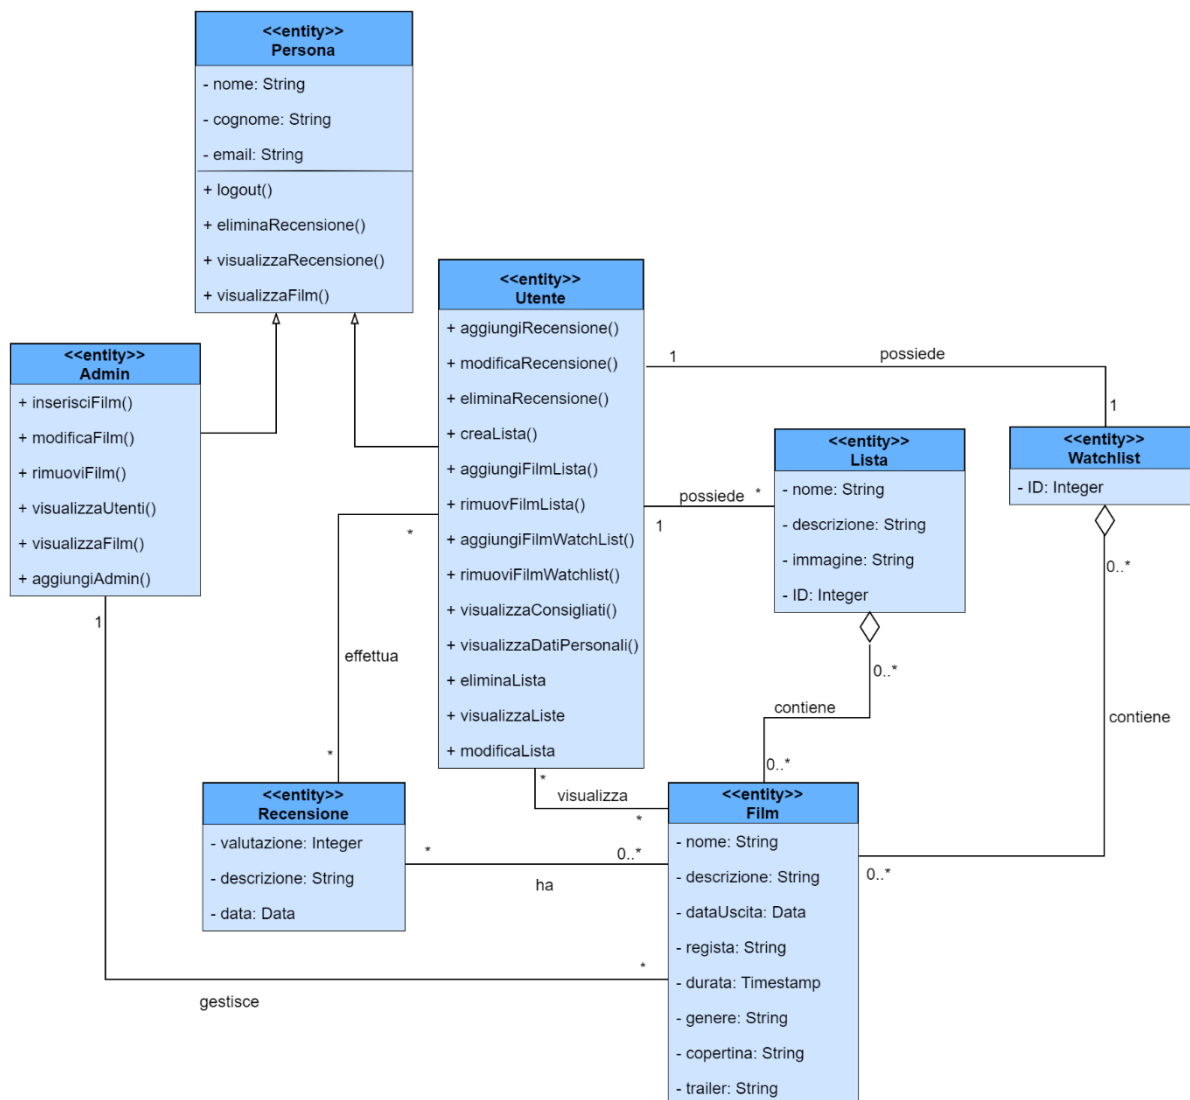 <<entity>>
Persona
- nome: String
- cognome: String
- email: String
+ logout()
+ eliminaRecensione()
+ visualizzaRecensione()
+ visualizzaFilm()
<<entity>>
Admin
+ inserisciFilm()
+ modificaFilm()
+ rimuoviFilm()
+ visualizzaUtenti()
+ visualizzaFilm()
+ aggiungiAdmin()
1
<<entity>>
Utente
+ aggiungiRecensione()
+ modificaRecensione()
+ eliminaRecensione()
+ creaLista()
+ aggiungiFilmLista()
+ rimuovFilmLista()
+ aggiungiFilmWatchList()
+ rimuoviFilmWatchlist()
+ visualizzaConsigliati()
+ visualizzaDatiPersonali()
+ eliminaLista
+ visualizzaListe
+ modificaLista
1
possiede
1
<<entity>>
Watchlist
- ID: Integer
0..*
contiene
0..*
possiede
*
1
<<entity>>
Lista
- nome: String
- descrizione: String
- immagine: String
- ID: Integer
0..*
contiene
0..*
*
effettua
*
<<entity>>
Recensione
- valutazione: Integer
- descrizione: String
- data: Data
*
visualizza
*
*
0..*
ha
*
gestisce
<<entity>>
Film
- nome: String
- descrizione: String
- dataUscita: Data
- regista: String
- durata: Timestamp
- genere: String
- copertina: String
- trailer: String